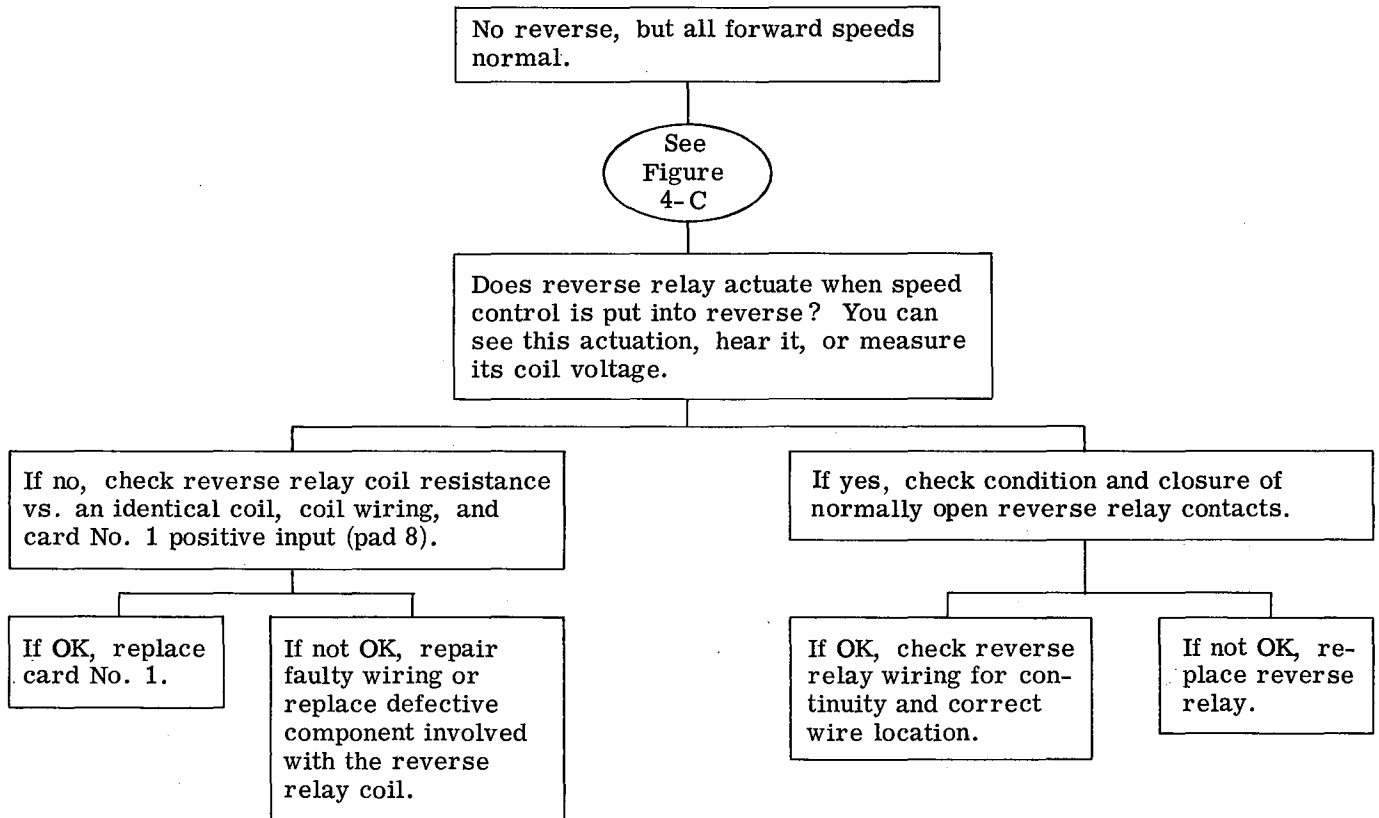 No reverse, but all forward speeds
normal.
See
Figure
4-C
Does reverse relay actuate when speed
control is put into reverse? You can
see this actuation, hear it, or measure
its coil voltage.
If no, check reverse relay coil resistance
vs. an identical coil, coil wiring, and
card No. 1 positive input (pad 8).
If yes, check condition and closure of
normally open reverse relay contacts.
If OK, replace
card No. 1.
If not OK, repair
faulty wiring or
replace defective
component involved
with the reverse
relay coil.
If OK, check reverse
relay wiring for con-
tinuity and correct
wire location.
If not OK, re-
place reverse
relay.